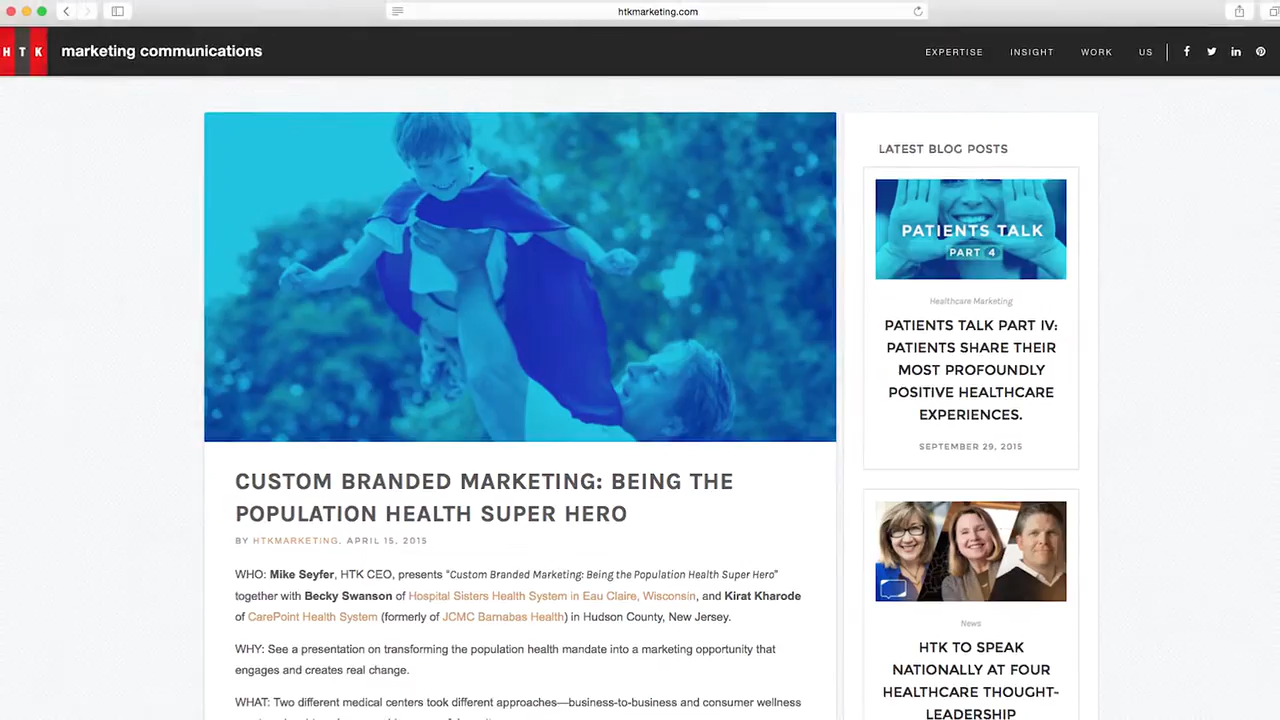 htkmarketing.com
H T K marketing communications
EXPERTISE INSIGHT WORK US
CUSTOM BRANDED MARKETING: BEING THE
POPULATION HEALTH SUPER HERO
BY HTKMARKETING. APRIL 15, 2015
WHO: Mike Seyfer, HTK CEO, presents "Custom Branded Marketing: Being the Population Health Super Hero"
together with Becky Swanson of Hospital Sisters Health System in Eau Claire, Wisconsin, and Kirat Kharode
of CarePoint Health System (formerly of JCMC Barnabas Health) in Hudson County, New Jersey.
WHY: See a presentation on transforming the population health mandate into a marketing opportunity that
engages and creates real change.
WHAT: Two different medical centers took different approaches—business-to-business and consumer wellness
LATEST BLOG POSTS
PATIENTS TALK
PART 4
Healthcare Marketing
PATIENTS TALK PART IV:
PATIENTS SHARE THEIR
MOST PROFOUNDLY
POSITIVE HEALTHCARE
EXPERIENCES.
SEPTEMBER 29, 2015
News
HTK TO SPEAK
NATIONALLY AT FOUR
HEALTHCARE THOUGHT-
LEADERSHIP